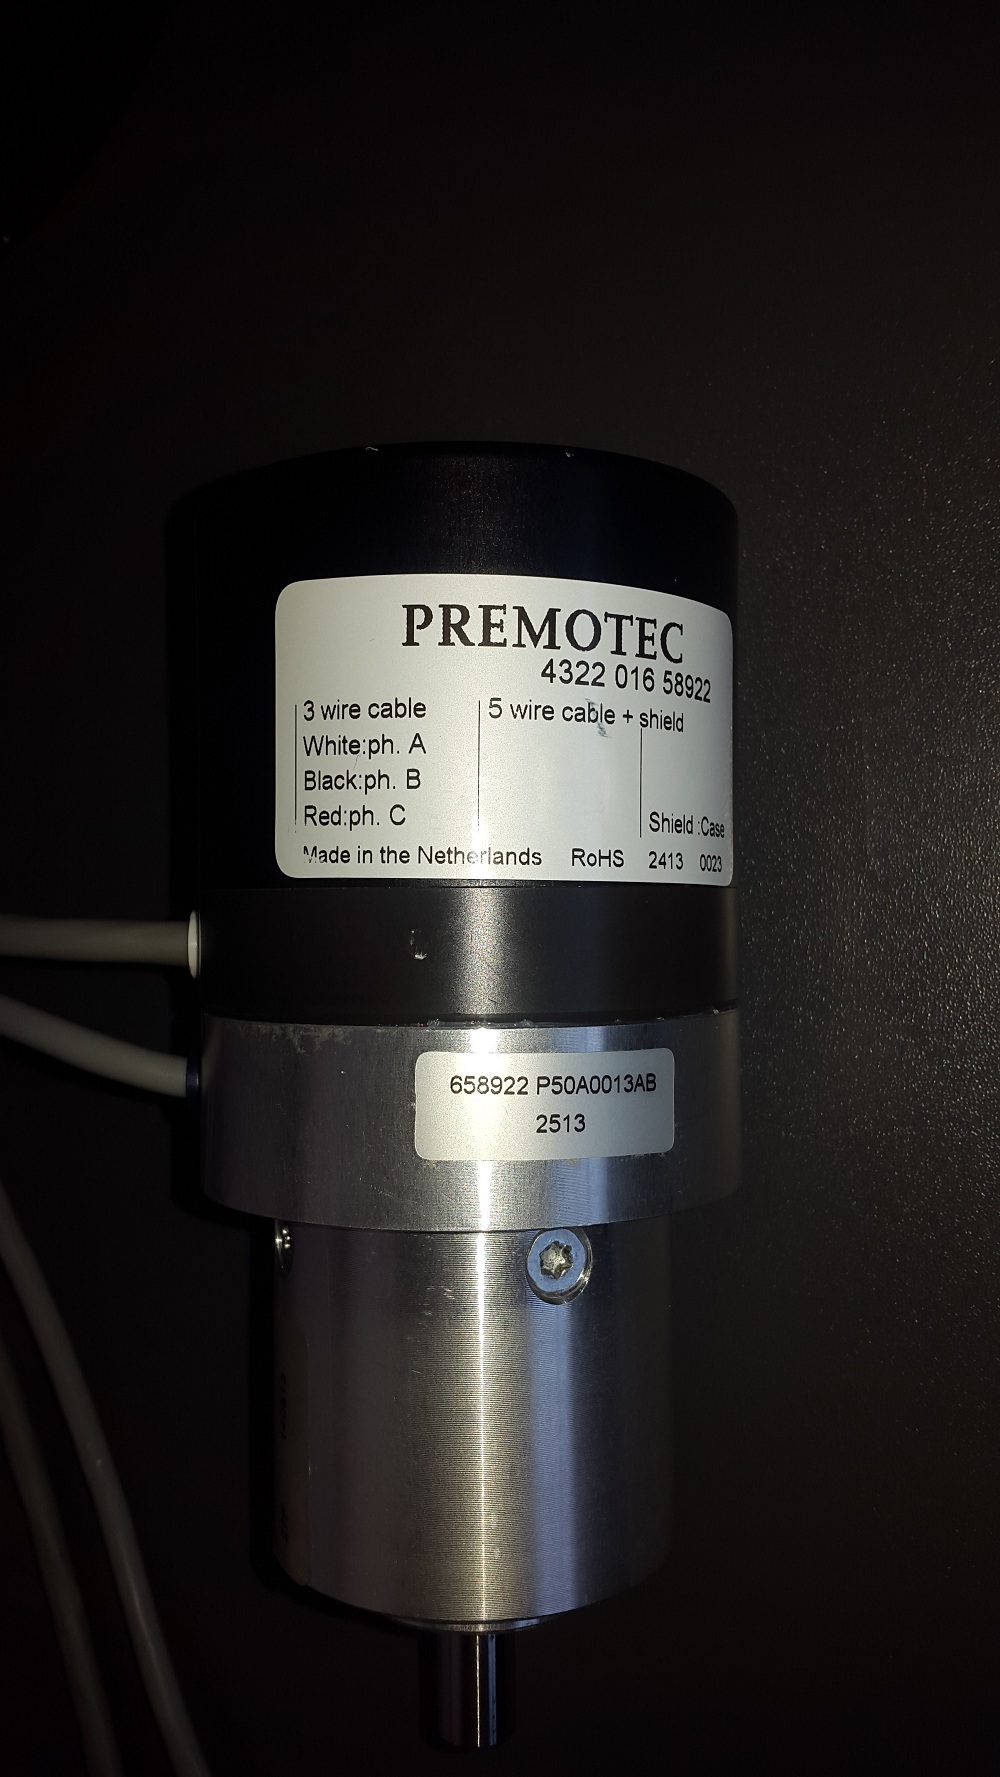 PREMOTEC
4322 016 58922
3 wire cable
White:ph. A
Black:ph. B
Red:ph. C
5 wire cable + shield
Shield :Case
Made in the Netherlands RoHS 2413 0023
658922 P50A0013AB
2513